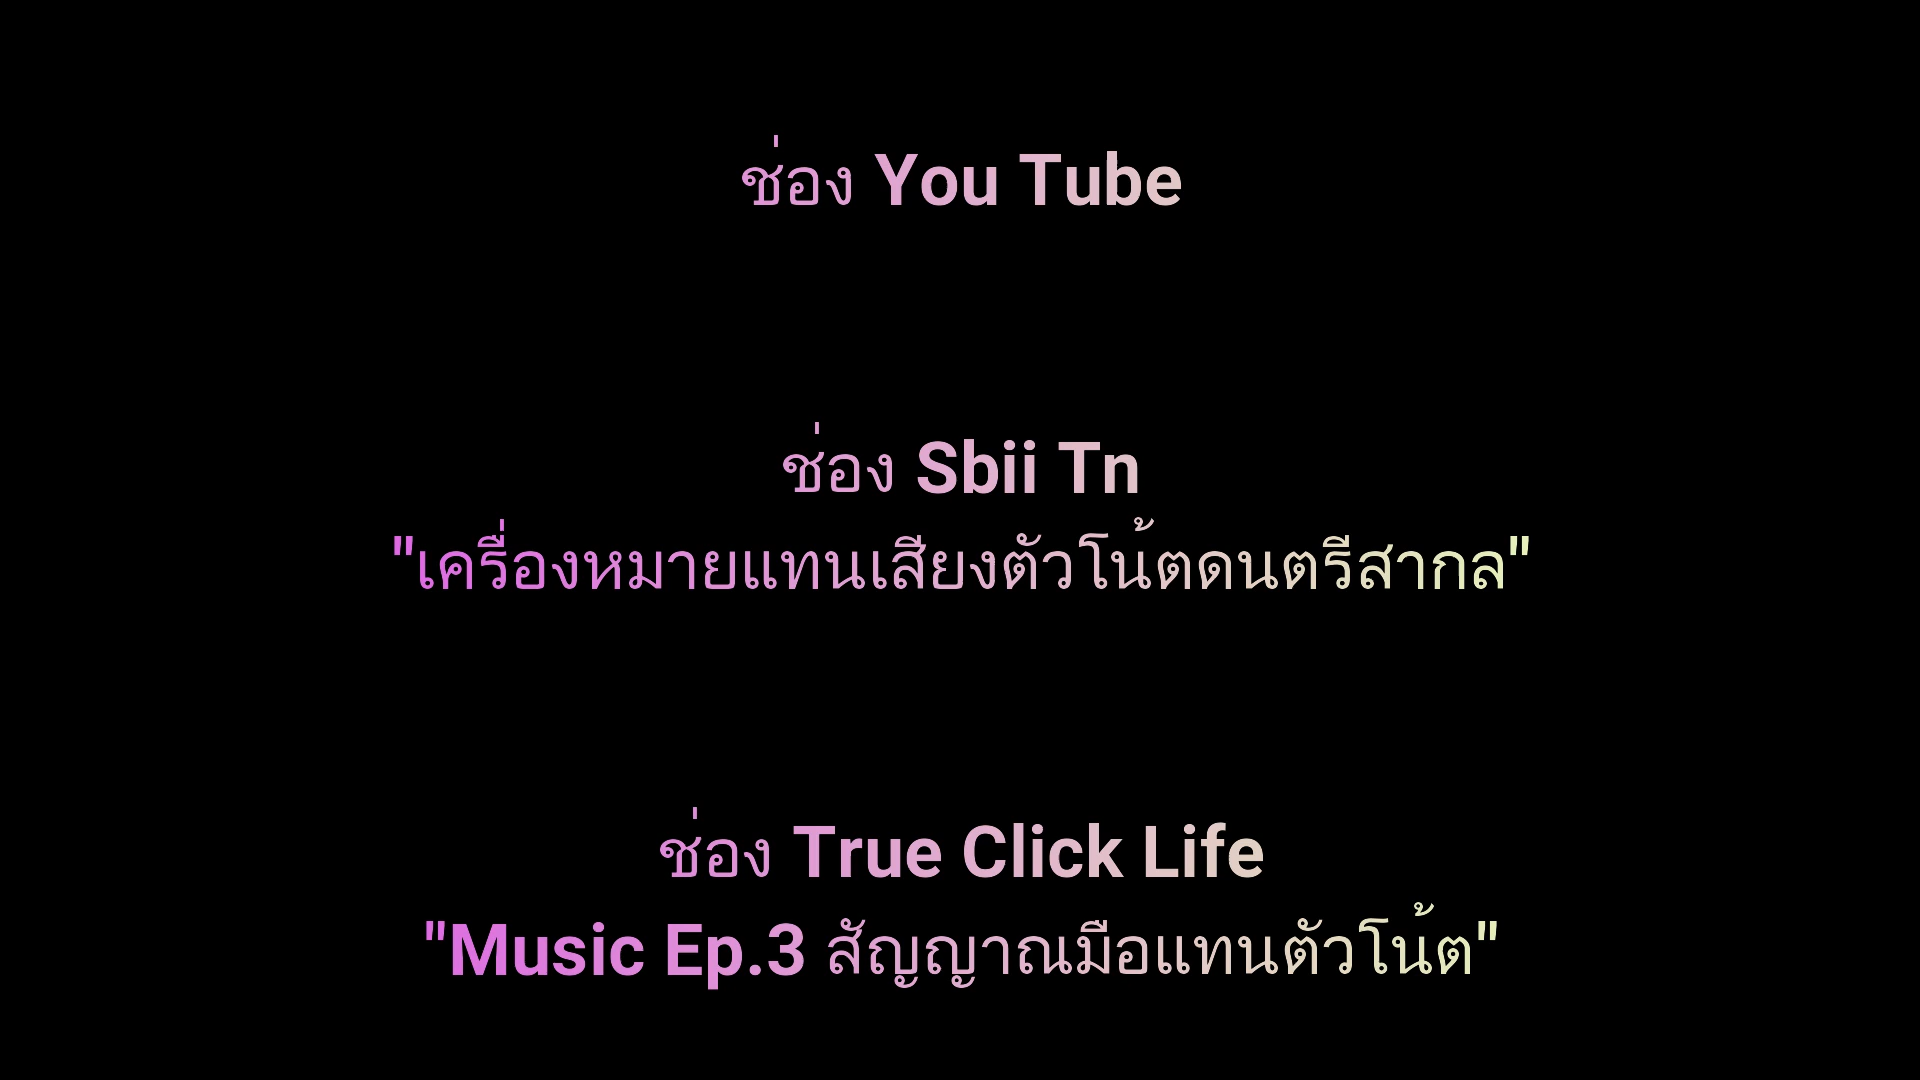 ช่อง You Tube
ช่อง Sbii Tn
"เครื่องหมายแทนเสียงตัวโน้ตดนตรีสากล"
ช่อง True Click Life
"Music Ep.3 สัญญาณมือแทนตัวโน้ต"